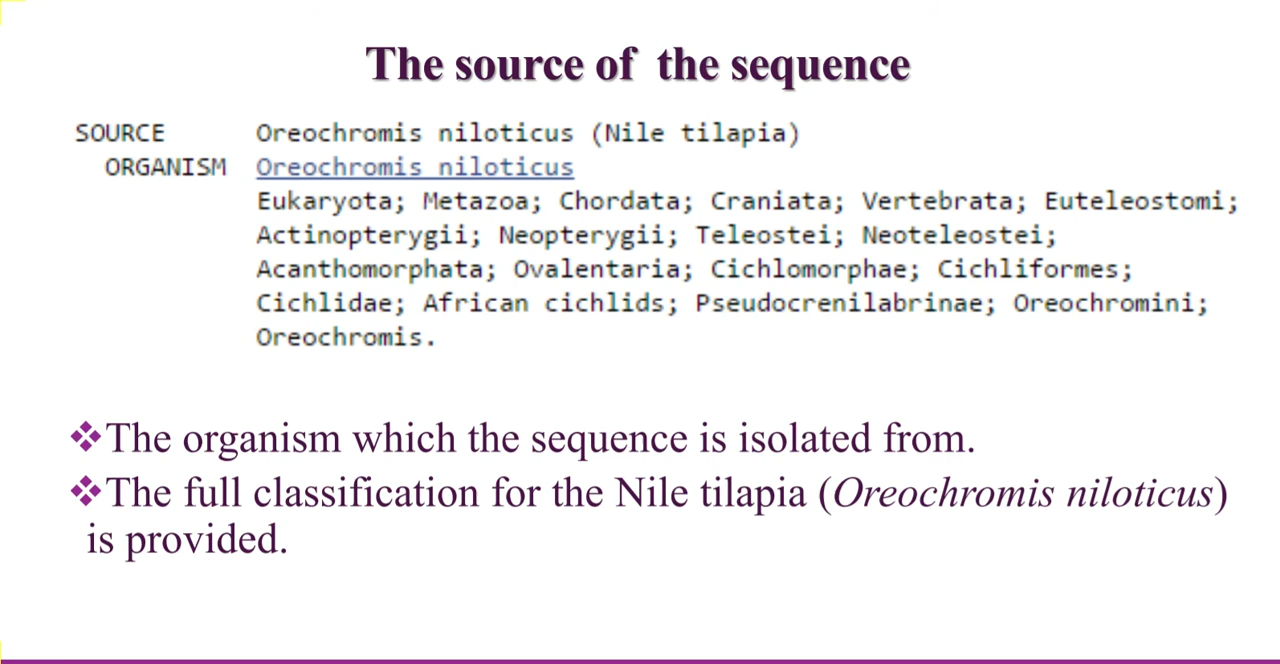 The source of the sequence
SOURCE Oreochromis niloticus (Nile tilapia)
ORGANISM Oreochromis niloticus
Eukaryota; Metazoa; Chordata; Craniata; Vertebrata; Euteleostomi;
Actinopterygii; Neopterygii; Teleostei; Neoteleostei;
Acanthomorphata; Ovalentaria; Cichlomorphae; Cichliformes;
Cichlidae; African cichlids; Pseudocrenilabrinae; Oreochromini;
Oreochromis.
❖The organism which the sequence is isolated from.
❖The full classification for the Nile tilapia (Oreochromis niloticus)
is provided.